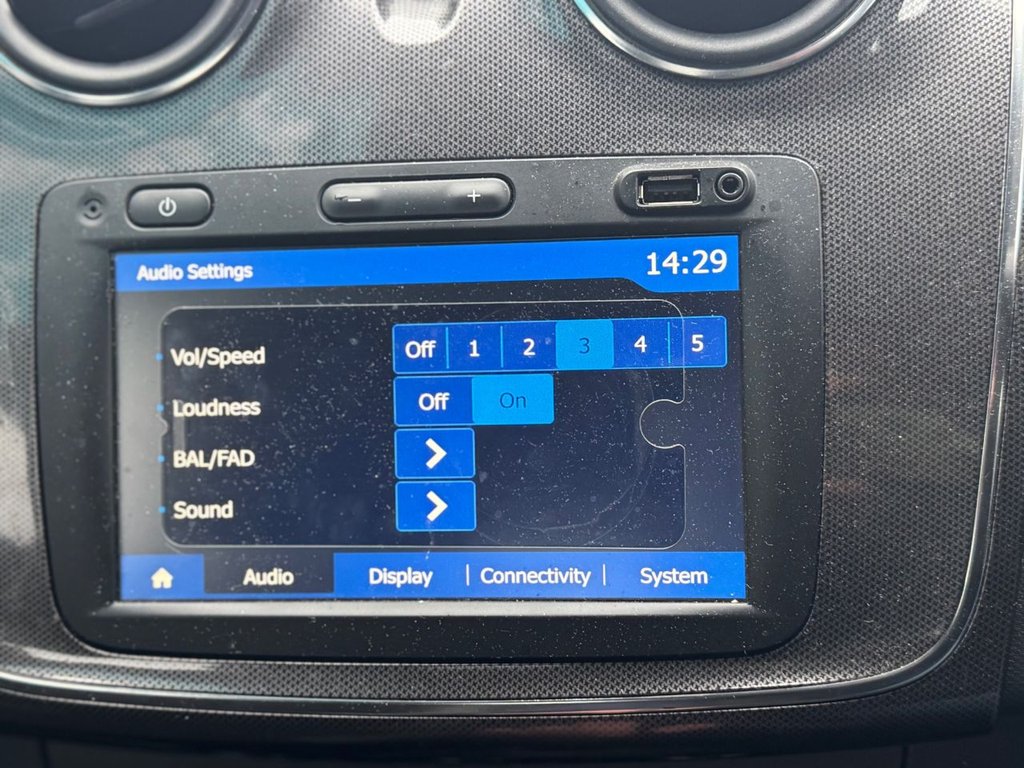 − +
Audio Settings 14:29
Vol/Speed Off 1 2 3 4 5
Loudness Off On
BAL/FAD
Sound
Audio Display Connectivity System